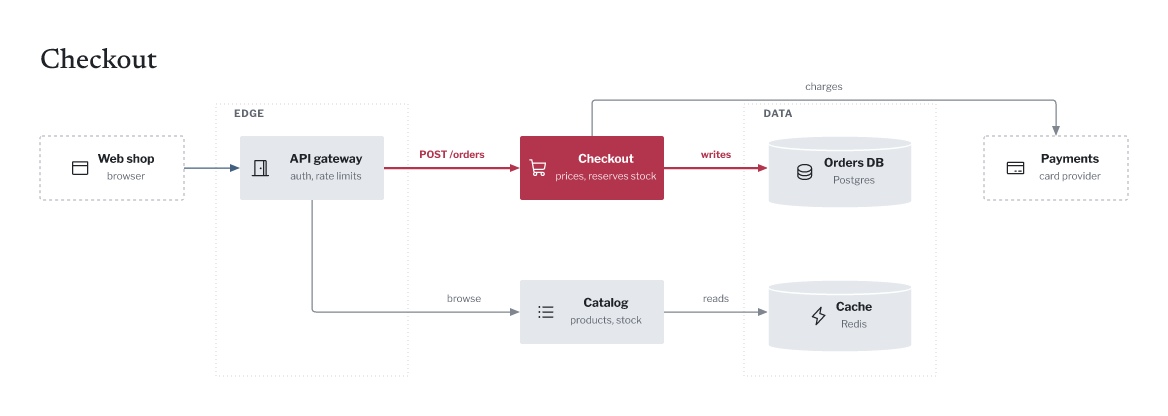 Checkout
charges
EDGE
DATA
Web shop
browser
API gateway
auth, rate limits
POST /orders
Checkout
prices, reserves stock
writes
Orders DB
Postgres
Payments
card provider
browse
Catalog
products, stock
reads
Cache
Redis